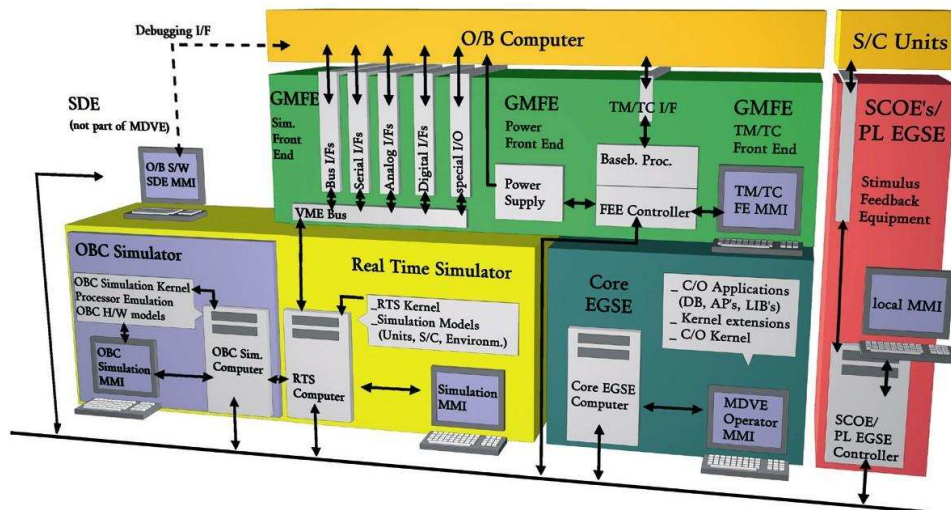 Debugging I/F
O/B Computer
S/C Units
SDE
(not part of MDVE)
O/B S/W
SDE MMI
GMFE
Sim.
Front
End
Bus I/Fs
Serial I/Fs
Analog I/Fs
Digital I/Fs
special I/O
VME Bus
GMFE
Power
Front End
Power
Supply
TM/TC I/F
Baseb. Proc.
FEE Controller
GMFE
TM/TC
Front End
TM/TC
FE MMI
SCOE's/
PL EGSE
Stimulus
Feedback
Equipment
local MMI
SCOE/
PL EGSE
Controller
OBC Simulator
OBC Simulation Kernel
Processor Emulation
OBC H/W models
OBC
Simulation
MMI
OBC Sim.
Computer
Real Time Simulator
_RTS Kernel
_Simulation Models
(Units, S/C, Environm.)
RTS
Computer
Simulation
MMI
Core
EGSE
_ C/O Applications
(DB, AP's, LIB's)
_ Kernel extensions
_ C/O Kernel
Core EGSE
Computer
MDVE
Operator
MMI